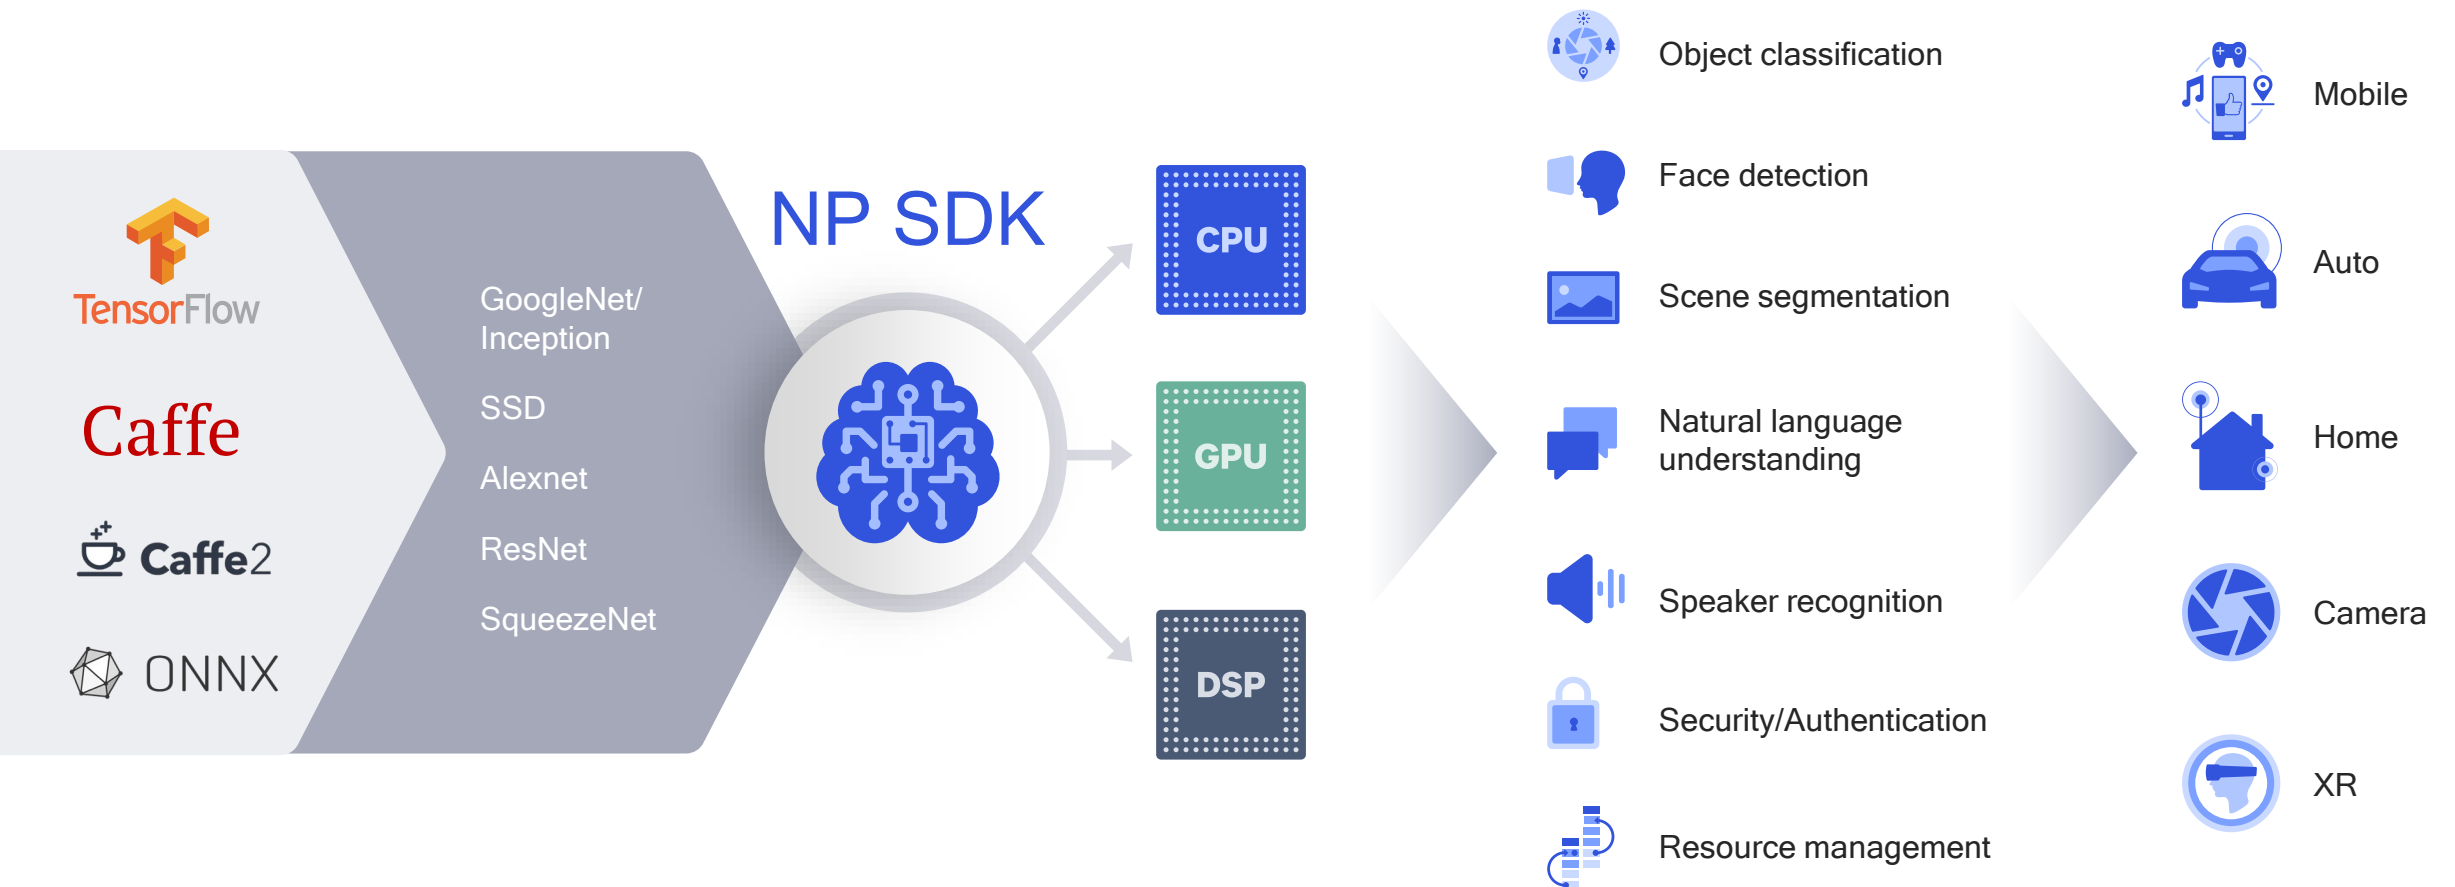 TensorFlow
Caffe
Caffe2
ONNX
GoogleNet/
Inception
SSD
Alexnet
ResNet
SqueezeNet
NP SDK
CPU
GPU
DSP
Object classification
Face detection
Scene segmentation
Natural language
understanding
Speaker recognition
Security/Authentication
Resource management
Mobile
Auto
Home
Camera
XR